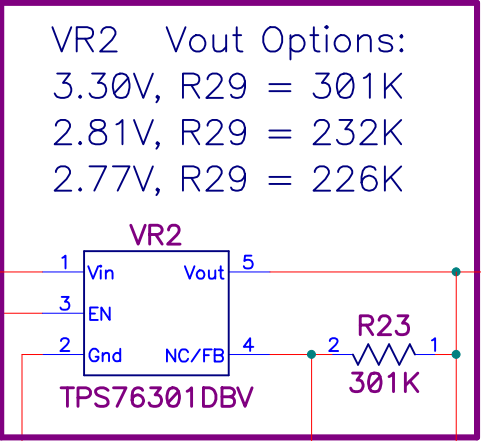 VR2 Vout Options:
3.30V, R29 = 301K
2.81V, R29 = 232K
2.77V, R29 = 226K
VR2
1 Vin Vout 5
3 EN
2 Gnd NC/FB 4
R23
2 1
301K
TPS76301DBV